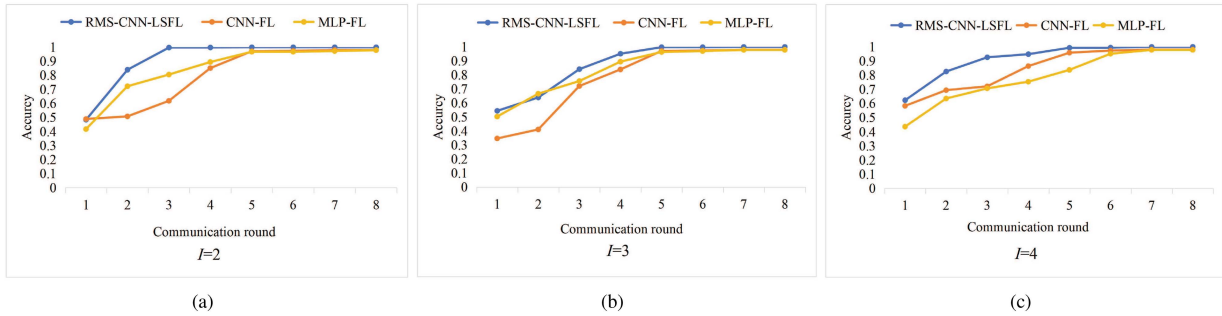 RMS-CNN-LSFL CNN-FL MLP-FL
1
0.9
0.8
0.7
0.6
0.5
0.4
0.3
0.2
0.1
0
Accurcy
1 2 3 4 5 6 7 8
Communication round
I=2
(a)
RMS-CNN-LSFL CNN-FL MLP-FL
1
0.9
0.8
0.7
0.6
0.5
0.4
0.3
0.2
0.1
0
Accurcy
1 2 3 4 5 6 7 8
Communication round
I=3
(b)
RMS-CNN-LSFL CNN-FL MLP-FL
1
0.9
0.8
0.7
0.6
0.5
0.4
0.3
0.2
0.1
0
Accurcy
1 2 3 4 5 6 7 8
Communication round
I=4
(c)